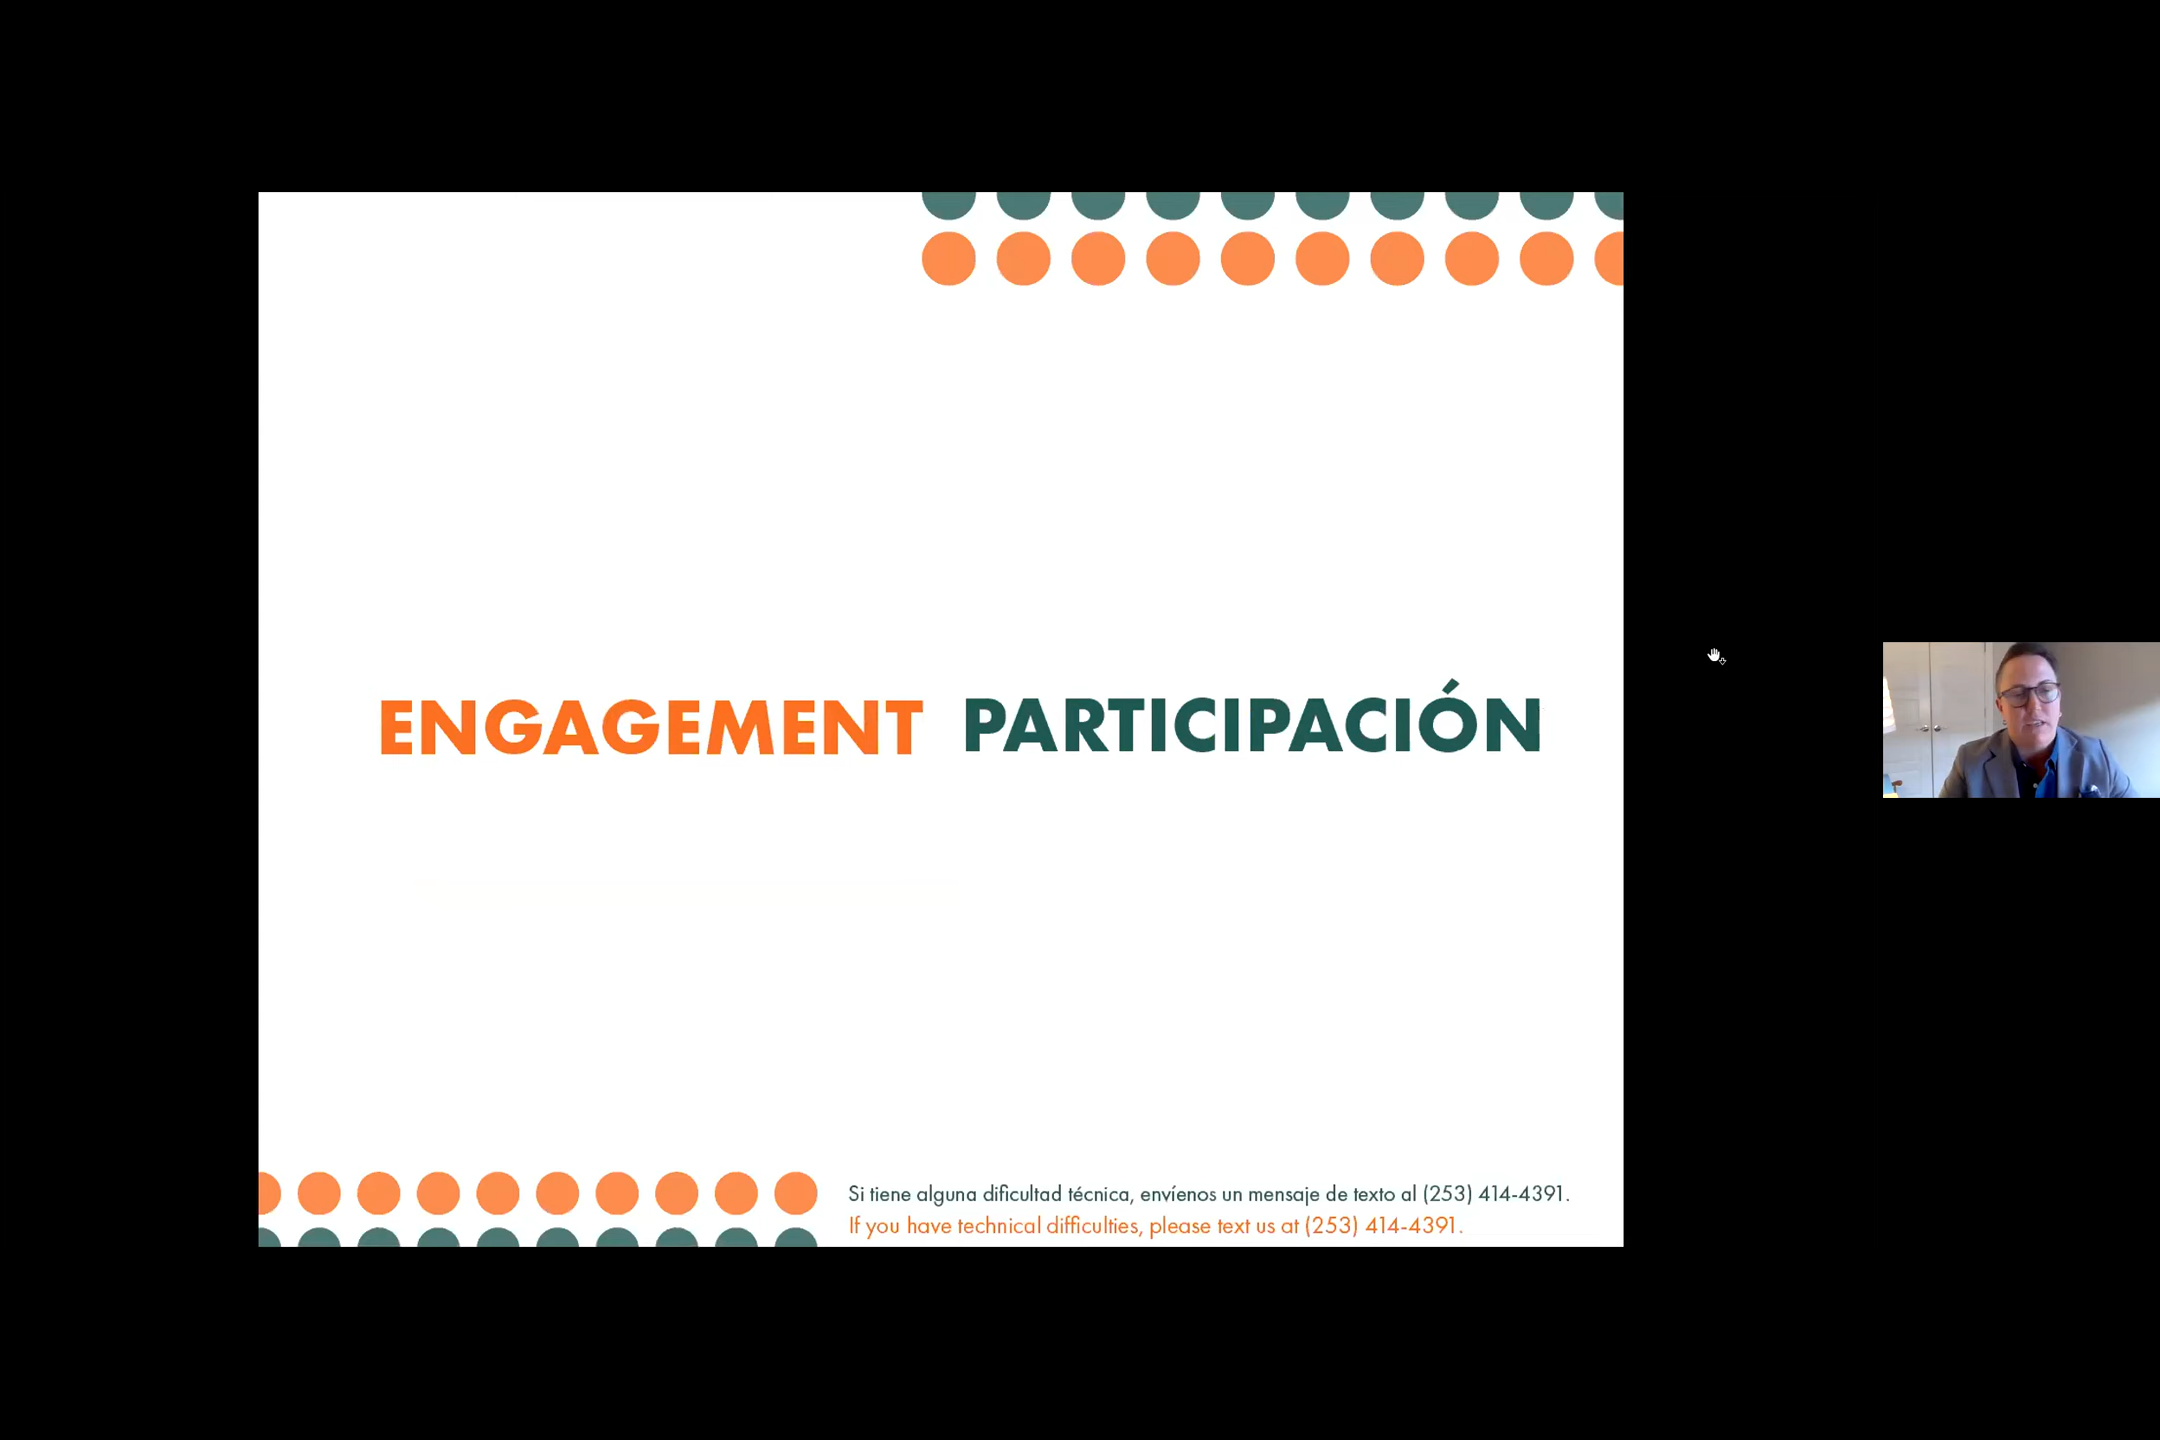 ENGAGEMENT PARTICIPACIÓN
Si tiene alguna dificultad técnica, envíenos un mensaje de texto al (253) 414-4391.
If you have technical difficulties, please text us at (253) 414-4391.